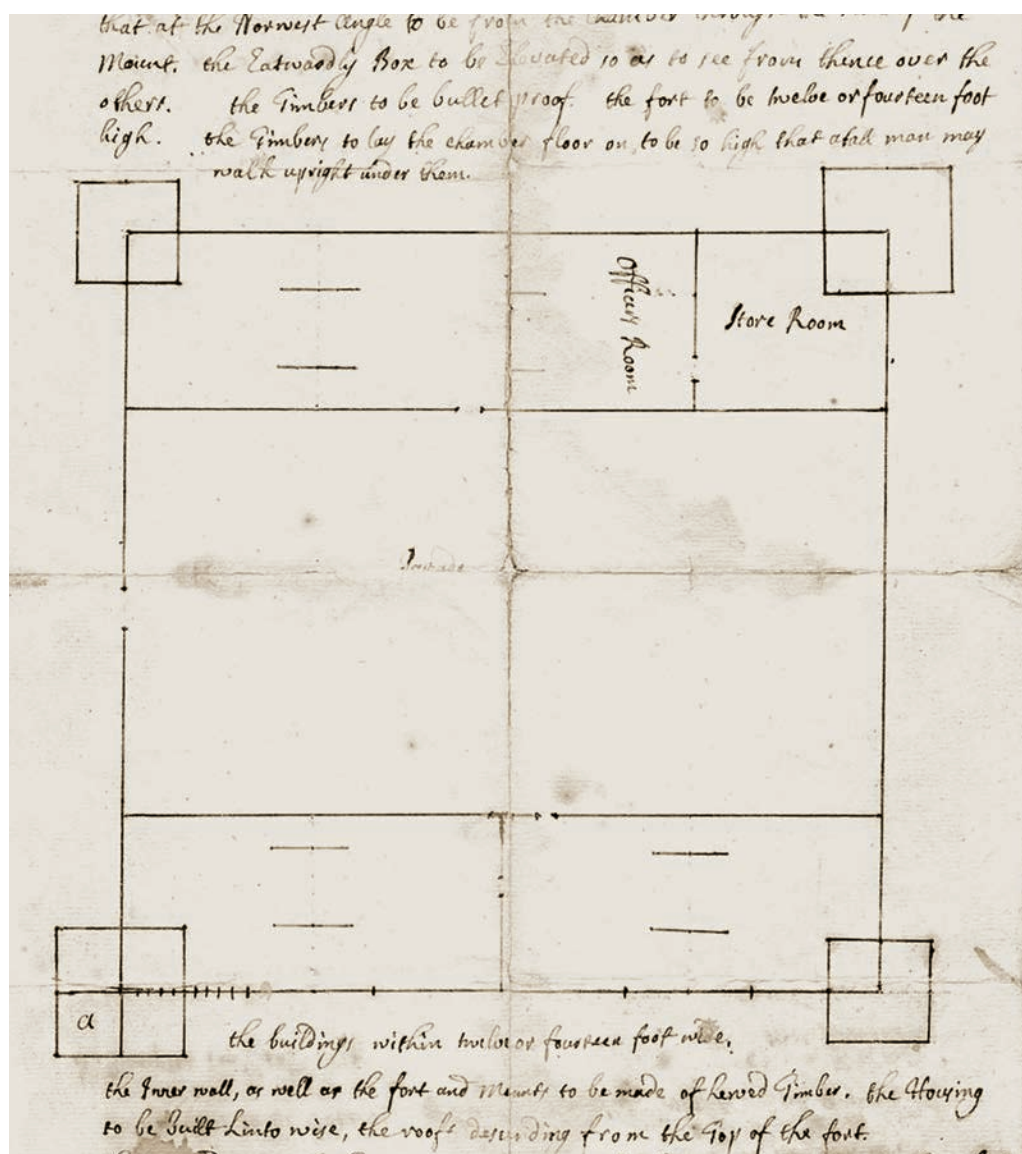 that at the Norwest Angle to be from the Chamber through the of the
Mount. the Eatwardly Box to be Elevated so as to see from thence over the
others. the Timbers to be bullet proof. the fort to be twelve or fourteen foot
high. the Timbers to lay the chamber floor on, to be so high that a tall man may
walk upright under them.
Officers Room
Store Room
Parade
a
the buildings within twelve or fourteen foot wide.
the Inner wall, as well as the fort and Mounts to be made of hewed Timber. the Housing
to be Built Linto wise, the roofs descending from the Top of the fort.